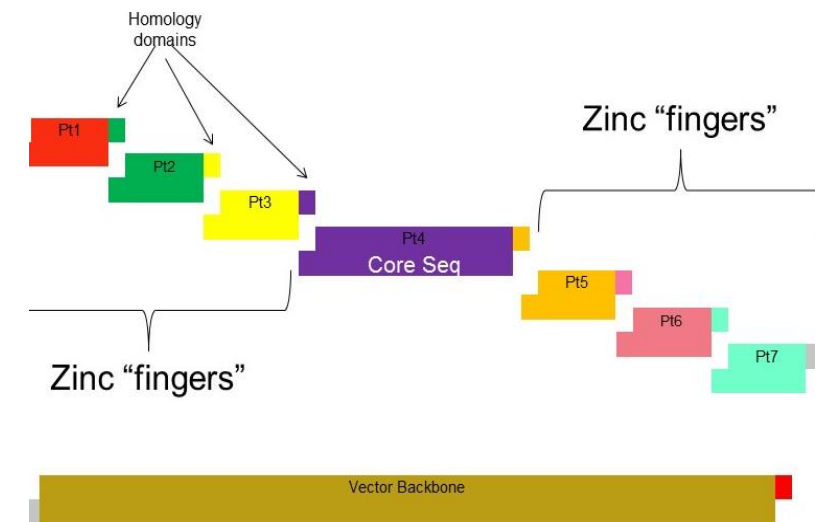 Homology
domains
Zinc “fingers”
Pt1
Pt2
Pt3
Pt4
Core Seq
Pt5
Pt6
Pt7
Zinc “fingers”
Vector Backbone